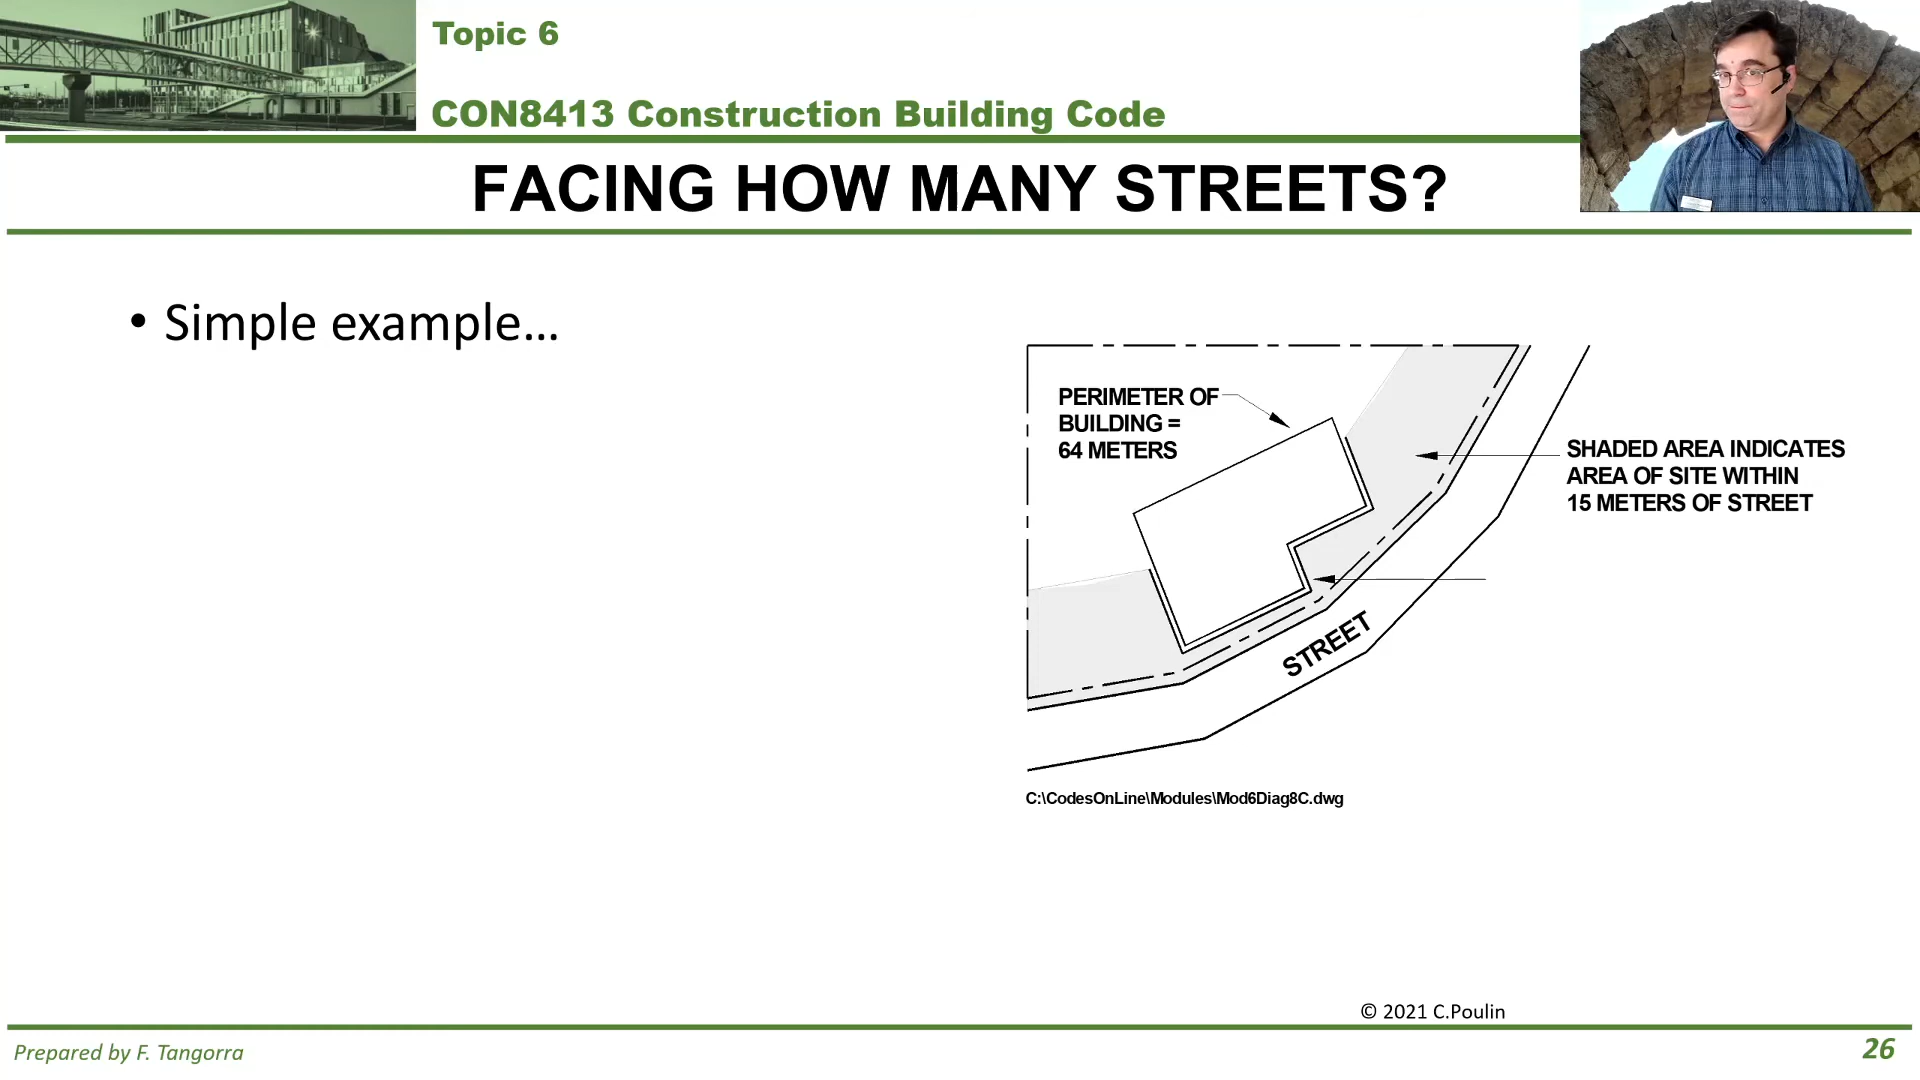 Topic 6
CON8413 Construction Building Code
FACING HOW MANY STREETS?
• Simple example…
PERIMETER OF
BUILDING =
64 METERS
SHADED AREA INDICATES
AREA OF SITE WITHIN
15 METERS OF STREET
STREET
C:\CodesOnLine\Modules\Mod6Diag8C.dwg
© 2021 C.Poulin
Prepared by F. Tangorra
26